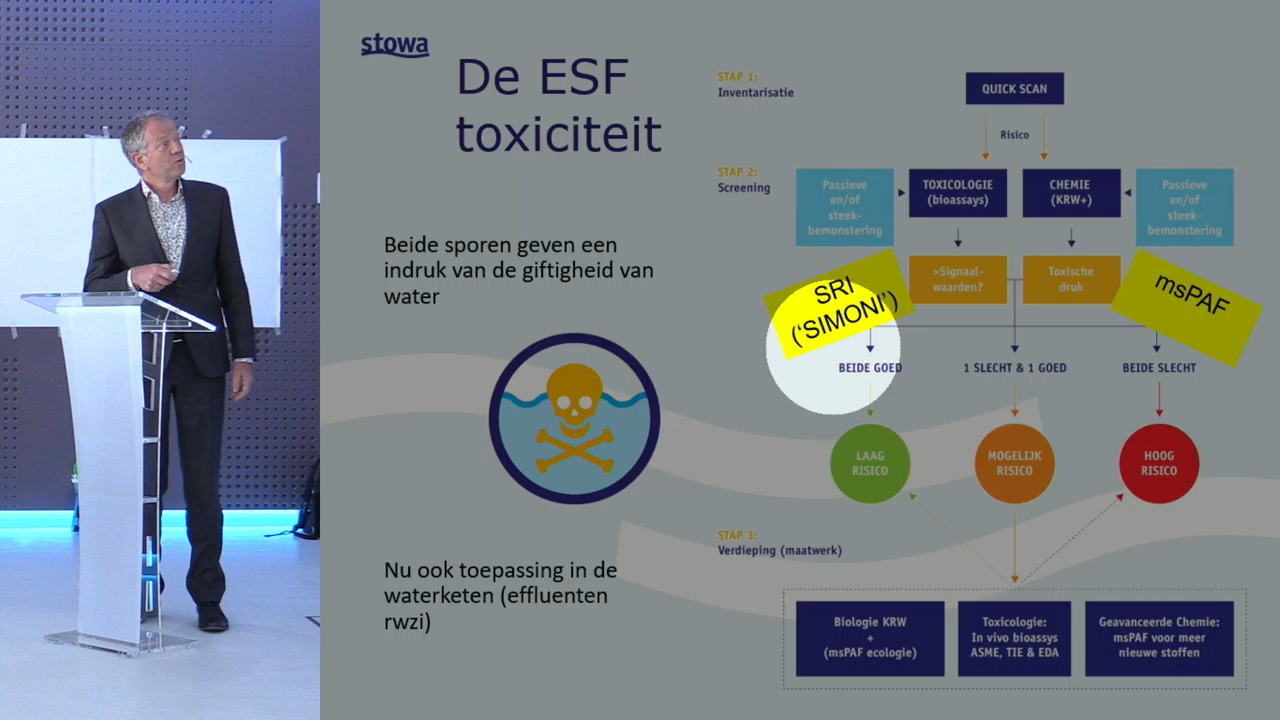 stowa
De ESF
toxiciteit
Beide sporen geven een
indruk van de giftigheid van
water
Nu ook toepassing in de
waterketen (effluenten
rwzi)
STAP 1:
Inventarisatie
QUICK SCAN
Risico
STAP 2:
Screening
Passieve
en/of
steek-
bemonstering
TOXICOLOGIE
(bioassays)
CHEMIE
(KRW+)
Passieve
en/of
steek-
bemonstering
>Signaal-
waarden?
Toxische
druk
SRI
('SIMONI')
msPAF
BEIDE GOED
1 SLECHT & 1 GOED
BEIDE SLECHT
LAAG
RISICO
MOGELIJK
RISICO
HOOG
RISICO
STAP 3:
Verdieping (maatwerk)
Biologie KRW
+
(msPAF ecologie)
Toxicologie:
In vivo bioassys
ASME, TIE & EDA
Geavanceerde Chemie:
msPAF voor meer
nieuwe stoffen